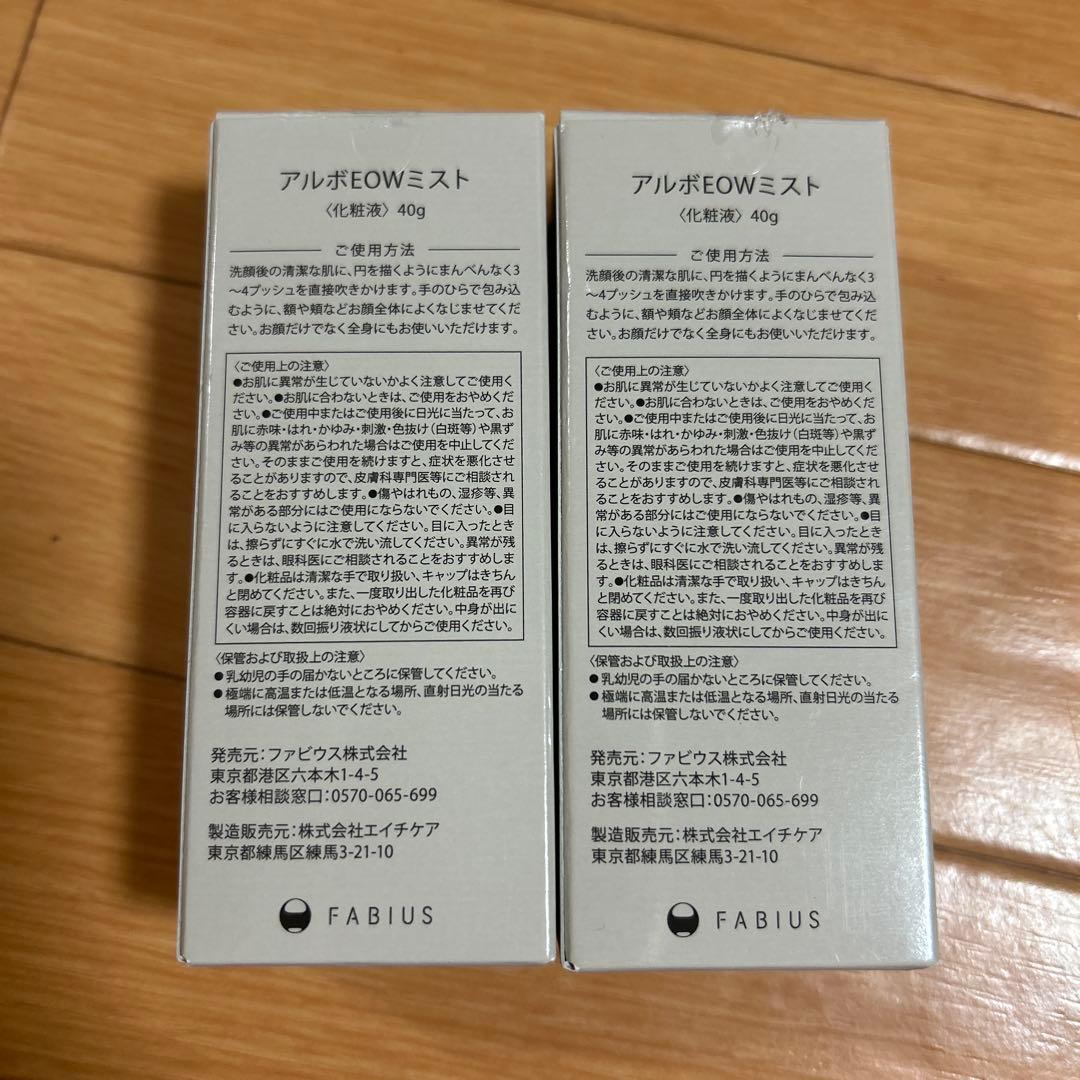 アルボEOWミスト
〈化粧液〉 40g
ご使用方法
洗顔後の清潔な肌に、円を描くようにまんべんなく3
〜4プッシュを直接吹きかけます。手のひらで包み込
むように、額や頬などお顔全体によくなじませてくだ
さい。お顔だけでなく全身にもお使いいただけます。
〈ご使用上の注意〉
●お肌に異常が生じていないかよく注意してご使用く
ださい。●お肌に合わないときは、ご使用をおやめくだ
さい。●ご使用中またはご使用後に日光に当たって、お
肌に赤味・はれ・かゆみ・刺激・色抜け(白斑等)や黒ず
み等の異常があらわれた場合はご使用を中止してくだ
さい。そのままご使用を続けますと、症状を悪化させ
ることがありますので、皮膚科専門医等にご相談され
ることをおすすめします。●傷やはれもの、湿疹等、異
常がある部分にはご使用にならないでください。●目
に入らないように注意してください。目に入ったとき
は、擦らずにすぐに水で洗い流してください。異常が残
るときは、眼科医にご相談されることをおすすめしま
す。●化粧品は清潔な手で取り扱い、キャップはきちん
と閉めてください。また、一度取り出した化粧品を再び
容器に戻すことは絶対におやめください。中身が出に
くい場合は、数回振り液状にしてからご使用ください。
〈保管および取扱上の注意〉
●乳幼児の手の届かないところに保管してください。
●極端に高温または低温となる場所、直射日光の当たる
場所には保管しないでください。
発売元:ファビウス株式会社
東京都港区六本木1-4-5
お客様相談窓口:0570-065-699
製造販売元:株式会社エイチケア
東京都練馬区練馬3-21-10
FABIUS
アルボEOWミスト
〈化粧液〉 40g
ご使用方法
洗顔後の清潔な肌に、円を描くようにまんべんなく3
〜4プッシュを直接吹きかけます。手のひらで包み込
むように、額や頬などお顔全体によくなじませてくだ
さい。お顔だけでなく全身にもお使いいただけます。
〈ご使用上の注意〉
●お肌に異常が生じていないかよく注意してご使用く
ださい。●お肌に合わないときは、ご使用をおやめくだ
さい。●ご使用中またはご使用後に日光に当たって、お
肌に赤味・はれ・かゆみ・刺激・色抜け(白斑等)や黒ず
み等の異常があらわれた場合はご使用を中止してくだ
さい。そのままご使用を続けますと、症状を悪化させ
ることがありますので、皮膚科専門医等にご相談され
ることをおすすめします。●傷やはれもの、湿疹等、異
常がある部分にはご使用にならないでください。●目
に入らないように注意してください。目に入ったとき
は、擦らずにすぐに水で洗い流してください。異常が残
るときは、眼科医にご相談されることをおすすめしま
す。●化粧品は清潔な手で取り扱い、キャップはきちん
と閉めてください。また、一度取り出した化粧品を再び
容器に戻すことは絶対におやめください。中身が出に
くい場合は、数回振り液状にしてからご使用ください。
〈保管および取扱上の注意〉
●乳幼児の手の届かないところに保管してください。
●極端に高温または低温となる場所、直射日光の当たる
場所には保管しないでください。
発売元:ファビウス株式会社
東京都港区六本木1-4-5
お客様相談窓口:0570-065-699
製造販売元:株式会社エイチケア
東京都練馬区練馬3-21-10
FABIUS